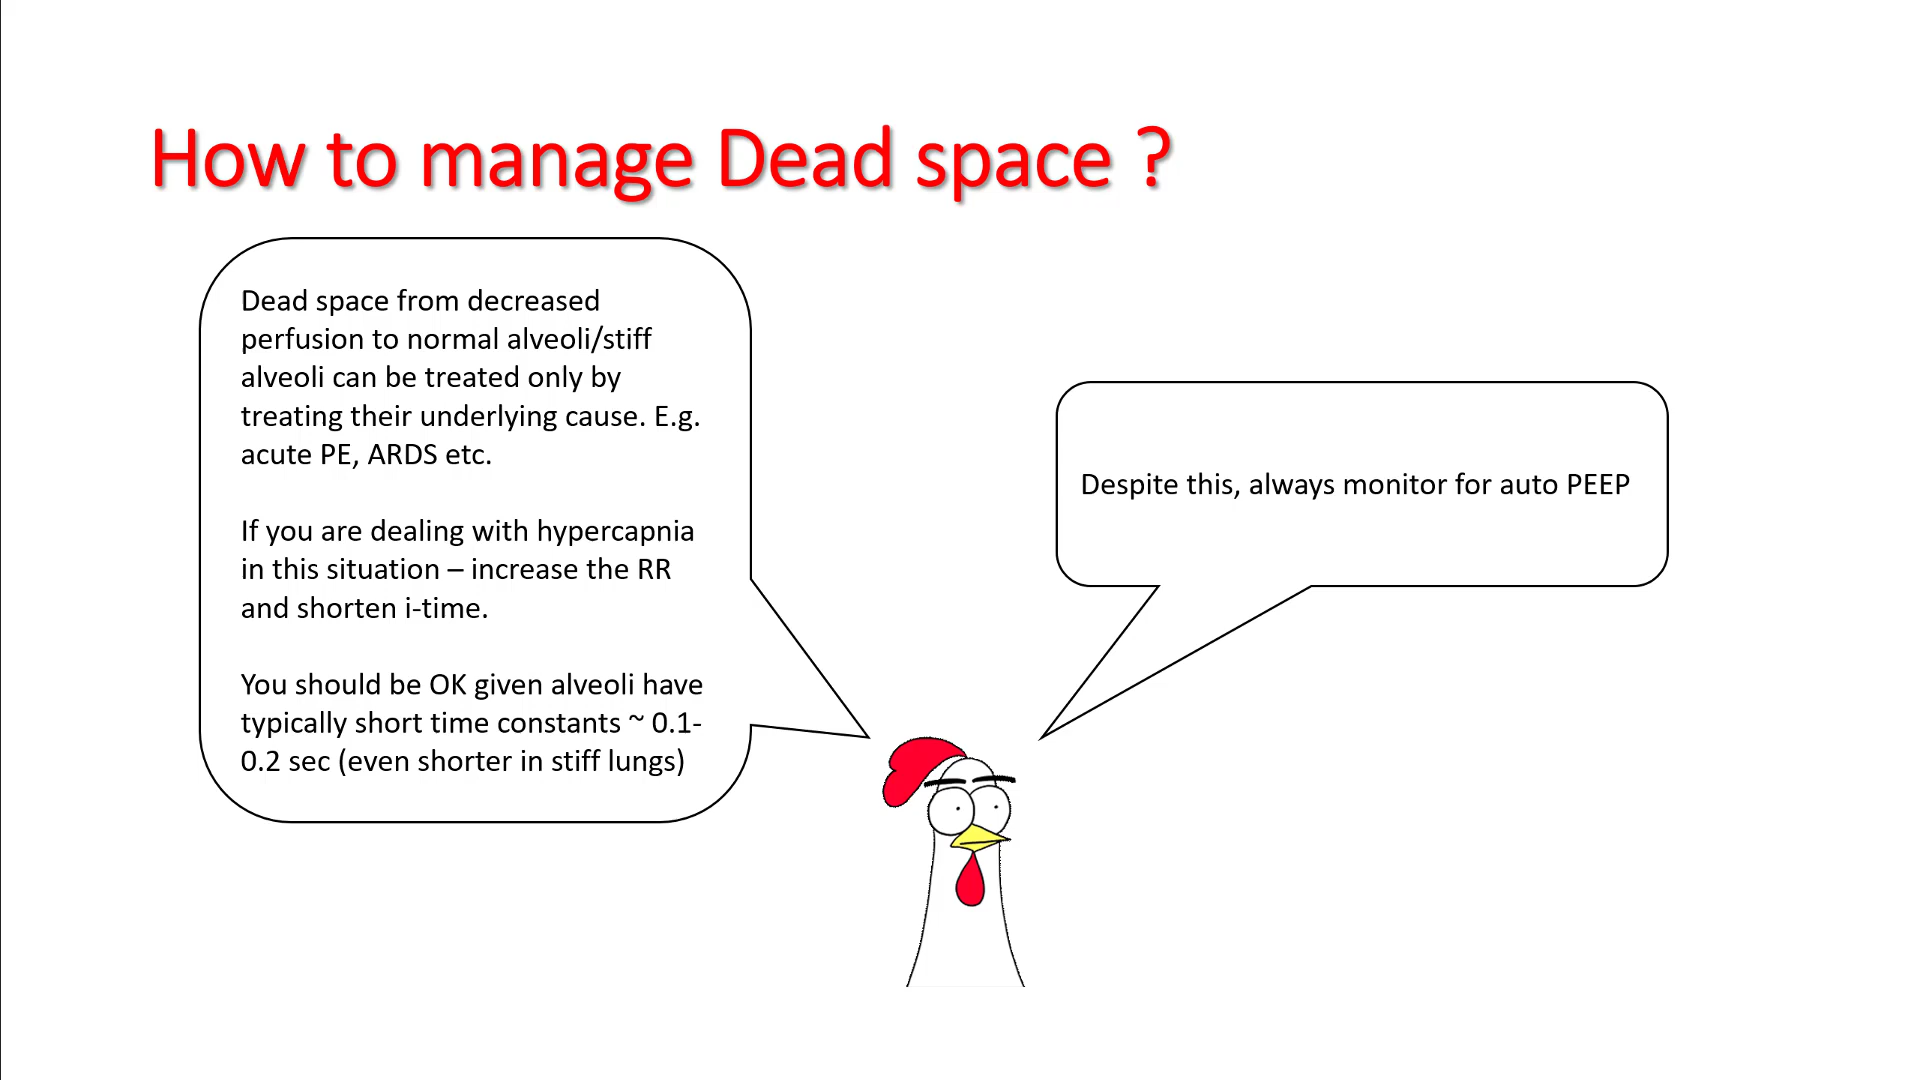 How to manage Dead space ?
Dead space from decreased
perfusion to normal alveoli/stiff
alveoli can be treated only by
treating their underlying cause. E.g.
acute PE, ARDS etc.
If you are dealing with hypercapnia
in this situation – increase the RR
and shorten i-time.
You should be OK given alveoli have
typically short time constants ~ 0.1-
0.2 sec (even shorter in stiff lungs)
Despite this, always monitor for auto PEEP